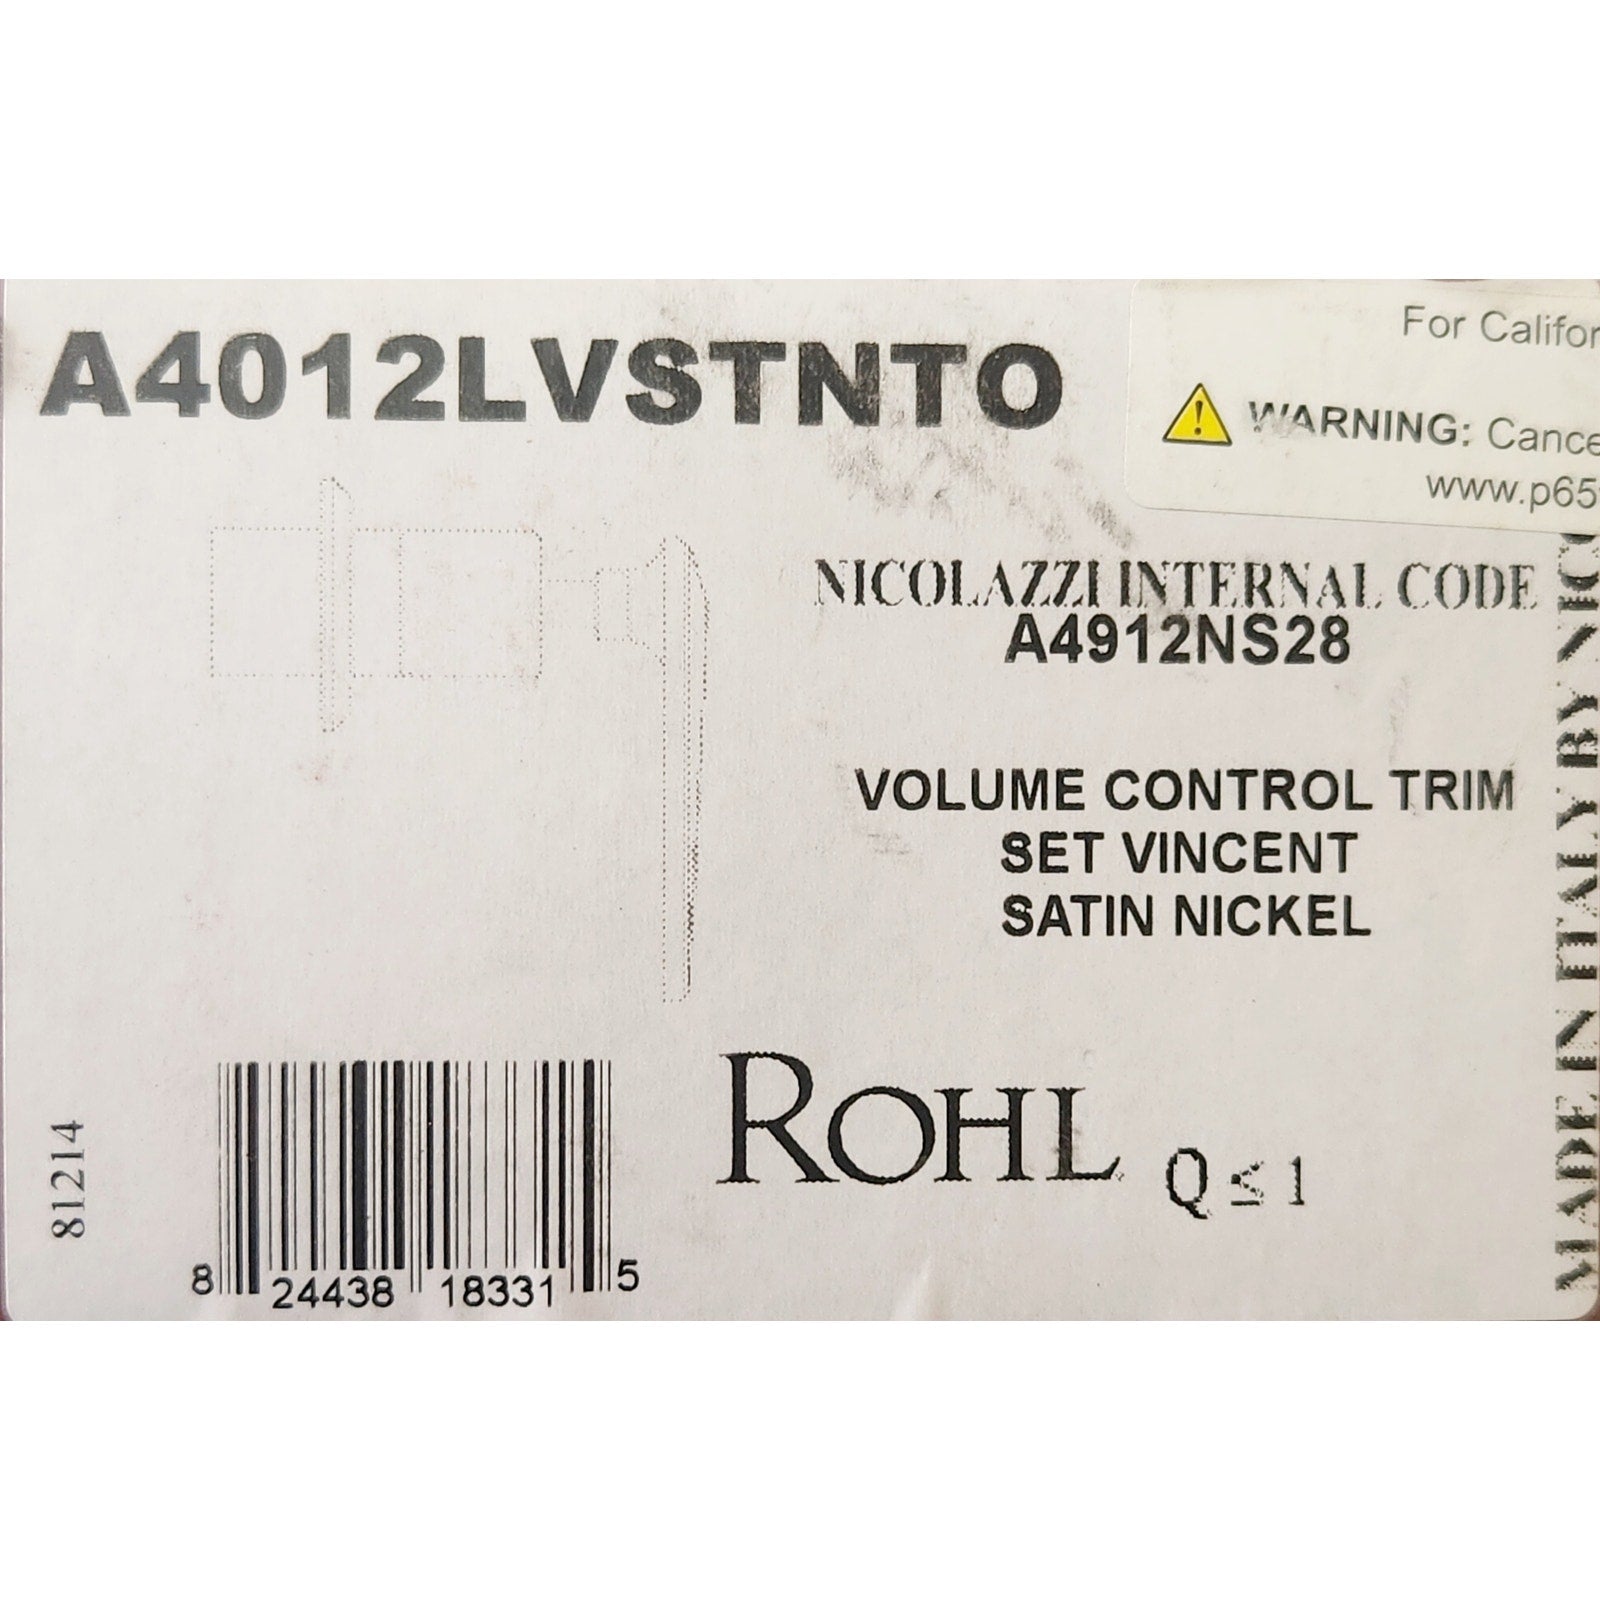 A4012LVSTNTO
For Califor
WARNING: Cance
www.p65
NICOLAZZI INTERNAL CODE
A4912NS28
VOLUME CONTROL TRIM
SET VINCENT
SATIN NICKEL
MADE IN ITALY BY NICO
ROHL
Q ≤ 1
81214
8 24438 18331 5